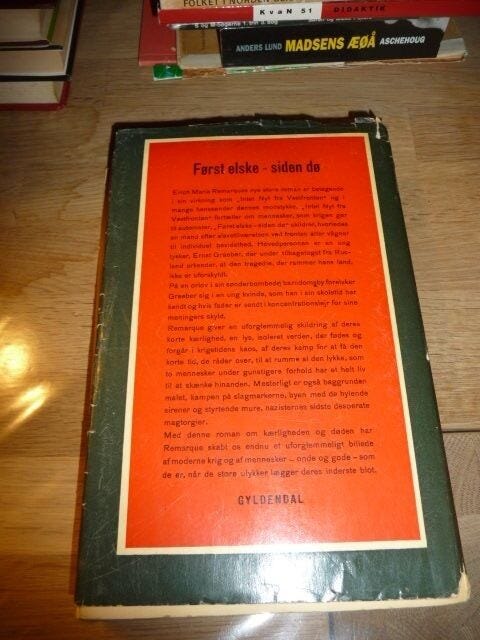 FOLKET I NORDEN
K v a N 51
DIDAKTIK
ANDERS LUND MADSENS ÆØÅ ASCHEHOUG
Først elske - siden dø
Erich Maria Remarques nye store roman er betagende
i sin virkning som „Intet Nyt fra Vestfronten" og i
mange henseender dennes modstykke. „Intet Nyt fra
Vestfronten" fortæller om mennesker, som krigen gør
til automater, „Først elske - siden dø" skildrer, hvorledes
en mand efter slavetilværelsen ved fronten atter vågner
til individuel bevidsthed. Hovedpersonen er en ung
tysker, Ernst Graeber, der under tilbagetoget fra Rus-
land erkender, at den tragedie, der rammer hans land,
ikke er uforskyldt.
På en orlov i sin sønderbombede barndomsby forelsker
Graeber sig i en ung kvinde, som han i sin skoletid har
kendt og hvis fader er sendt i koncentrationslejr for sine
meningers skyld.
Remarque giver en uforglemmelig skildring af deres
korte kærlighed, en lys, isoleret verden, der fødes og
forgår i krigstidens kaos, af deres kamp for at få den
korte tid, de råder over, til at rumme al den lykke, som
to mennesker under gunstigere forhold har et helt liv
til at skænke hinanden. Mesterligt er også baggrunden
malet, kampen på slagmarkerne, byen med de hylende
sirener og styrtende mure, nazisternes sidste desperate
magtorgier.
Med denne roman om kærligheden og døden har
Remarque skabt os endnu et uforglemmeligt billede
af moderne krig og af mennesker - onde og gode - som
de er, når de store ulykker lægger deres inderste blot.
GYLDENDAL